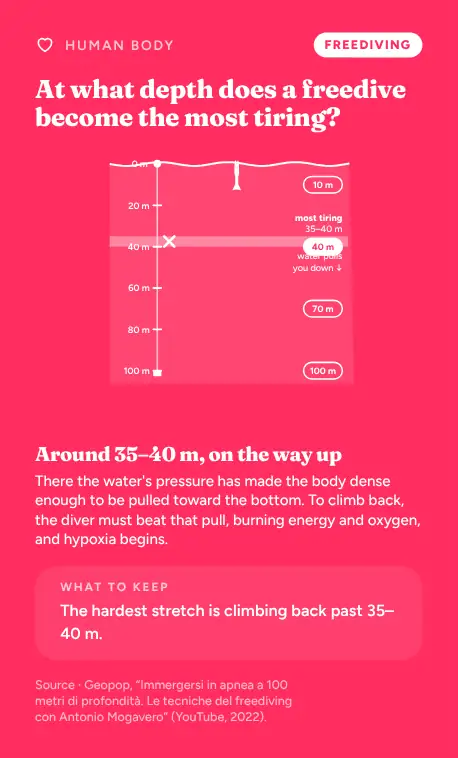 HUMAN BODY
FREEDIVING
At what depth does a freedive
become the most tiring?
0 m
10 m
20 m
most tiring
35–40 m
40 m
40 m
water pulls
you down ↓
60 m
70 m
80 m
100 m
100 m
Around 35–40 m, on the way up
There the water's pressure has made the body dense
enough to be pulled toward the bottom. To climb back,
the diver must beat that pull, burning energy and oxygen,
and hypoxia begins.
WHAT TO KEEP
The hardest stretch is climbing back past 35–
40 m.
Source · Geopop, “Immergersi in apnea a 100
metri di profondità. Le tecniche del freediving
con Antonio Mogavero” (YouTube, 2022).